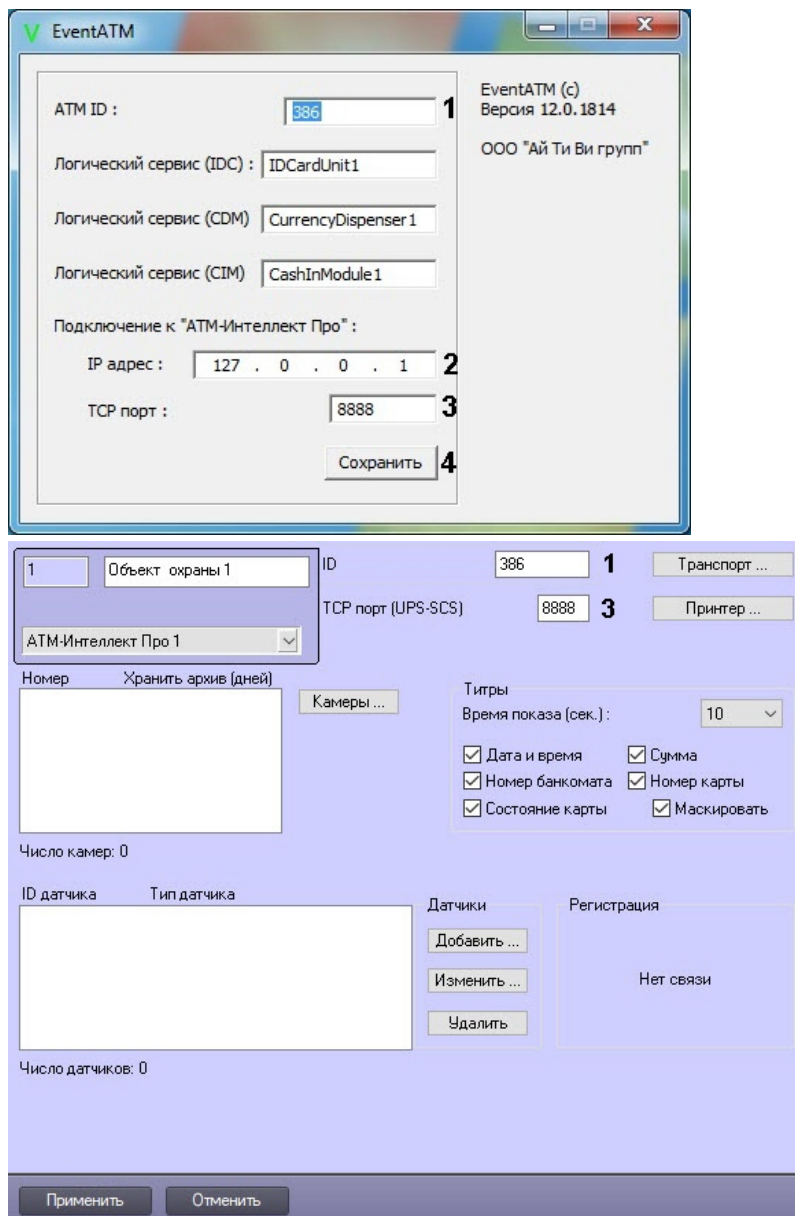 EventATM
ATM ID :
386
1
EventATM (c)
Версия 12.0.1814
ООО "Ай Ти Ви групп"
Логический сервис (IDC) :
IDCardUnit1
Логический сервис (CDM)
CurrencyDispenser1
Логический сервис (CIM)
CashInModule1
Подключение к "АТМ-Интеллект Про" :
IP адрес :
127 . 0 . 0 . 1
2
TCP порт :
8888
3
Сохранить
4
1
Объект охраны 1
ID
386
1
Транспорт ...
TCP порт (UPS-SCS)
8888
3
Принтер ...
АТМ-Интеллект Про 1
Номер
Хранить архив (дней)
Камеры ...
Титры
Время показа (сек.) :
10
Дата и время
Сумма
Номер банкомата
Номер карты
Состояние карты
Маскировать
Число камер: 0
ID датчика
Тип датчика
Датчики
Регистрация
Добавить ...
Изменить ...
Нет связи
Удалить
Число датчиков: 0
Применить
Отменить